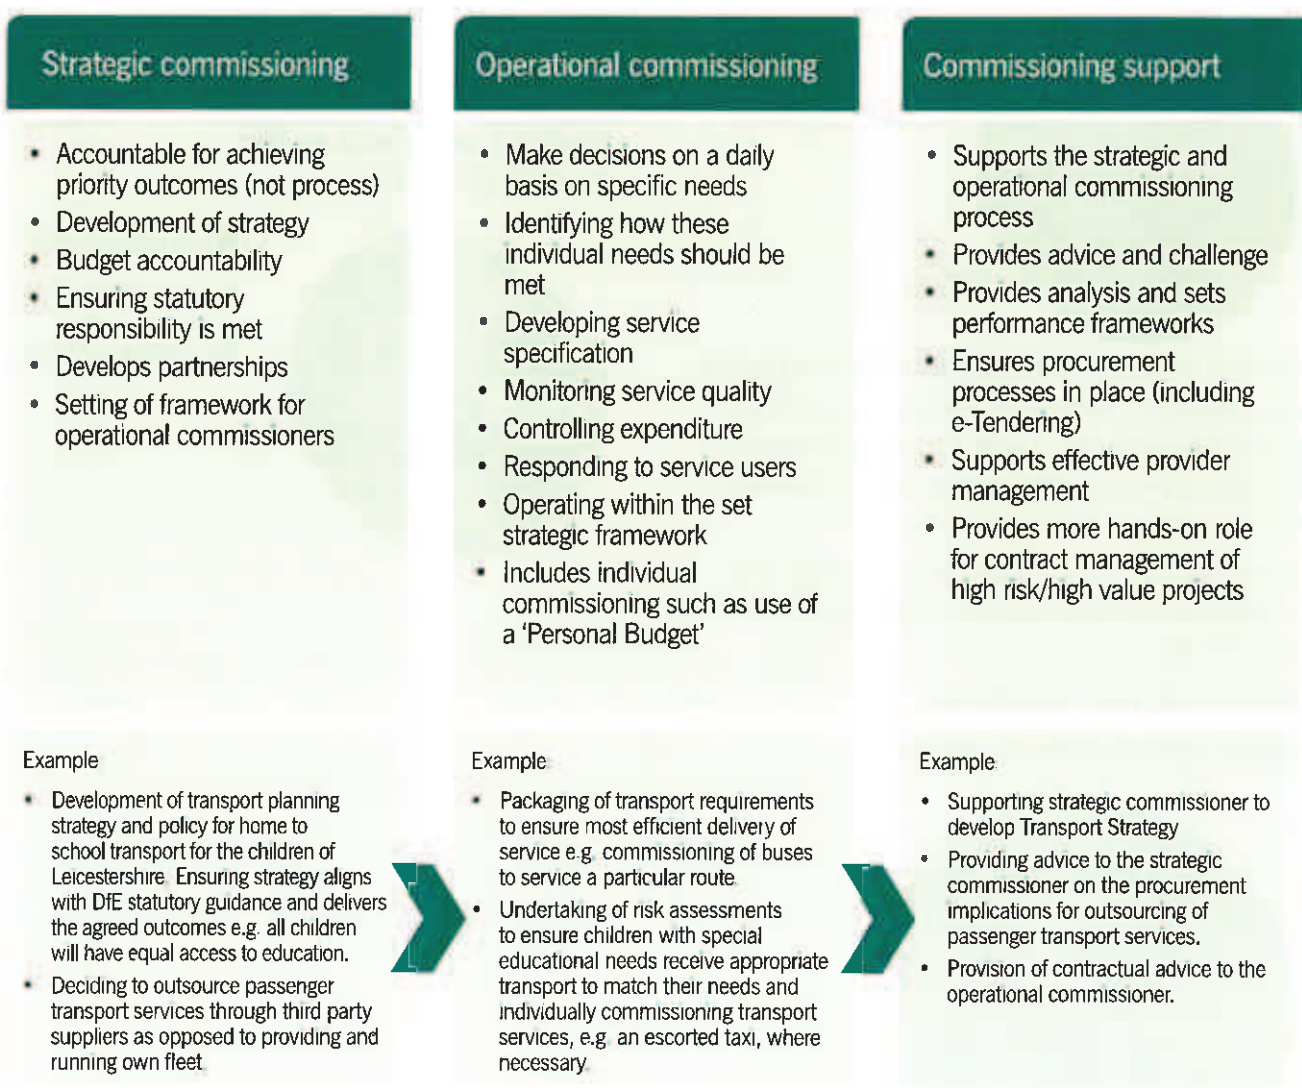 Strategic commissioning
• Accountable for achieving
priority outcomes (not process)
• Development of strategy
• Budget accountability
• Ensuring statutory
responsibility is met
• Develops partnerships
• Setting of framework for
operational commissioners
Operational commissioning
• Make decisions on a daily
basis on specific needs
• Identifying how these
individual needs should be
met
• Developing service
specification
• Monitoring service quality
• Controlling expenditure
• Responding to service users
• Operating within the set
strategic framework
• Includes individual
commissioning such as use of
a ‘Personal Budget’
Commissioning support
• Supports the strategic and
operational commissioning
process
• Provides advice and challenge
• Provides analysis and sets
performance frameworks
• Ensures procurement
processes in place (including
e-Tendering)
• Supports effective provider
management
• Provides more hands-on role
for contract management of
high risk/high value projects
Example
• Development of transport planning
strategy and policy for home to
school transport for the children of
Leicestershire. Ensuring strategy aligns
with DfE statutory guidance and delivers
the agreed outcomes e.g. all children
will have equal access to education.
• Deciding to outsource passenger
transport services through third party
suppliers as opposed to providing and
running own fleet.
Example
• Packaging of transport requirements
to ensure most efficient delivery of
service e.g. commissioning of buses
to service a particular route.
• Undertaking of risk assessments
to ensure children with special
educational needs receive appropriate
transport to match their needs and
individually commissioning transport
services, e.g. an escorted taxi, where
necessary.
Example
• Supporting strategic commissioner to
develop Transport Strategy
• Providing advice to the strategic
commissioner on the procurement
implications for outsourcing of
passenger transport services.
• Provision of contractual advice to the
operational commissioner.